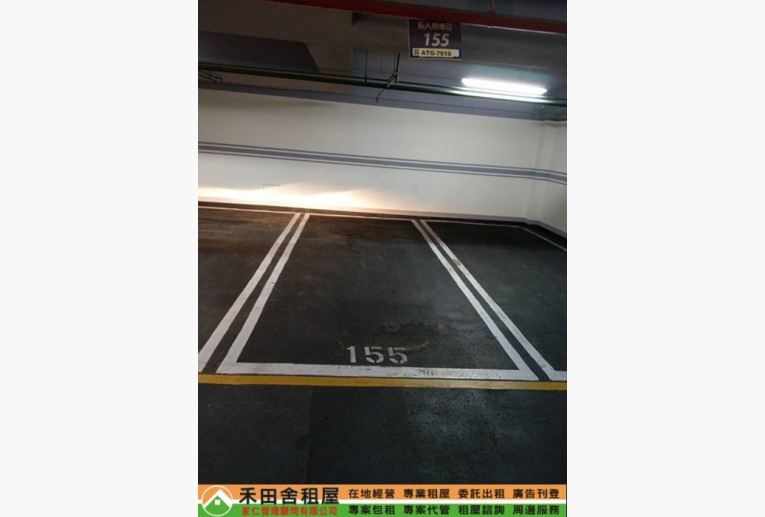 私人停車位
155
ATG-7919
155
禾田舍租屋
家仁管理顧問有限公司
在地經營 專業租屋 委託出租 廣告刊登
專案包租 專案代管 租屋諮詢 周邊服務